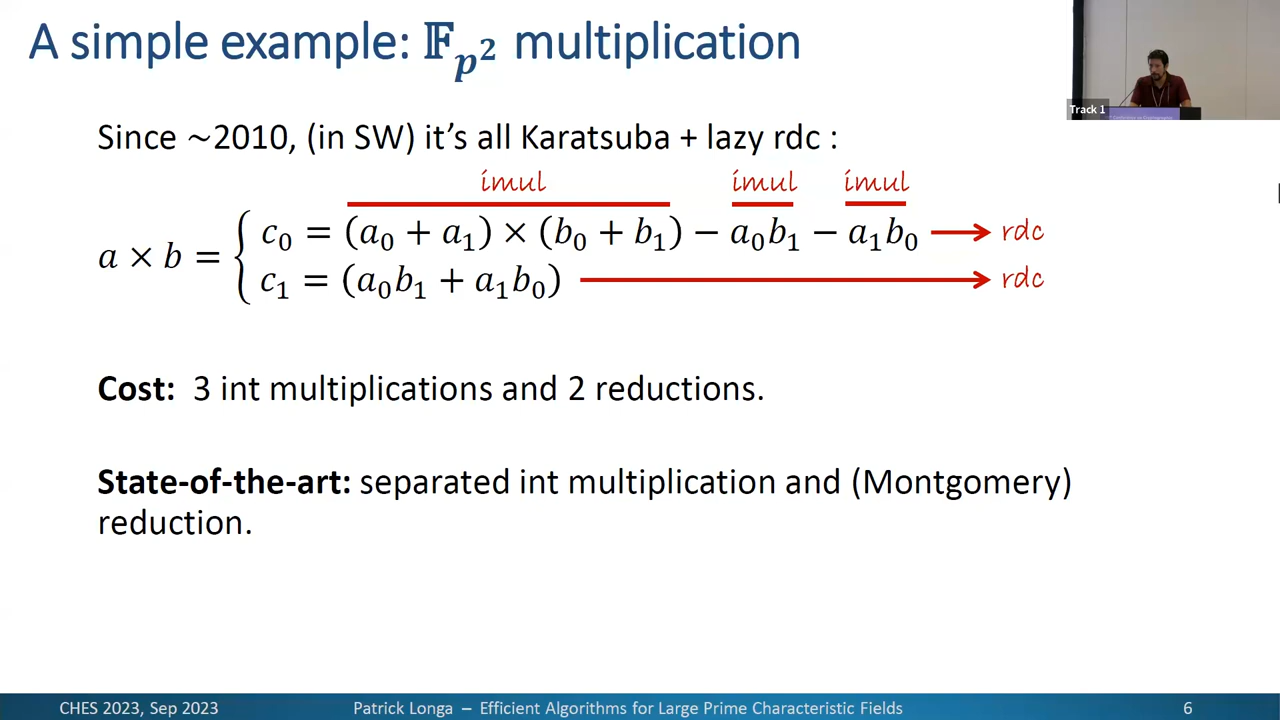 A simple example: 𝔽ₚ² multiplication
Track 1
Since ~2010, (in SW) it's all Karatsuba + lazy rdc :
imul imul imul
a × b = { c₀ = (a₀ + a₁) × (b₀ + b₁) − a₀b₁ − a₁b₀ → rdc
c₁ = (a₀b₁ + a₁b₀) → rdc
Cost: 3 int multiplications and 2 reductions.
State-of-the-art: separated int multiplication and (Montgomery)
reduction.
CHES 2023, Sep 2023 Patrick Longa – Efficient Algorithms for Large Prime Characteristic Fields 6